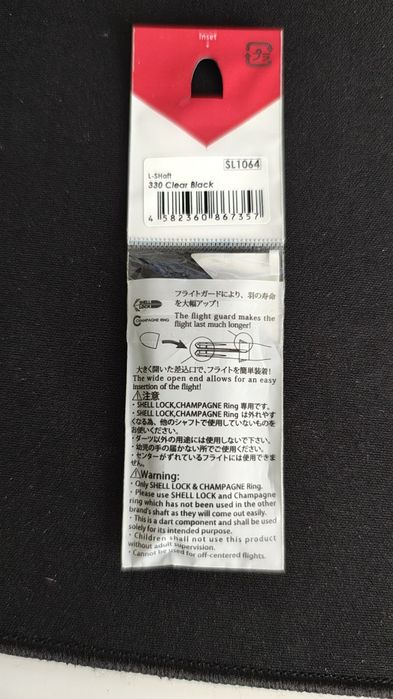 Inset
プラ
SL1064
L-SHaft
330 Clear Black
4 582360 867357
SHELL LOCK
CHAMPAGNE RING
フライトガードにより、羽の寿命
を大幅アップ!
The flight guard makes the
flight last much longer!
大きく開いた差込口で、フライトを簡単装着!
The wide open end allows for an easy
insertion of the flight!
⚠注意
・SHELL LOCK,CHAMPAGNE Ring 専用です。
・SHELL LOCK,CHAMPAGNE Ring は外れやす
くなる為、他のシャフトで使用していないものを
お使いください。
・ダーツ以外の用途には使用しないで下さい。
・幼児の手の届かない所でご使用ください。
・センターがずれているフライトには使用できま
せん。
⚠Warning:
・Only SHELL LOCK & CHAMPAGNE Ring.
・Please use SHELL LOCK and Champagne
ring which has not been used in the other
brand's shaft as they will come out easily.
・This is a dart component and shall be used
solely for its intended purpose.
・Children shall not use this product
without adult supervision.
・Cannot be used for off-centered flights.